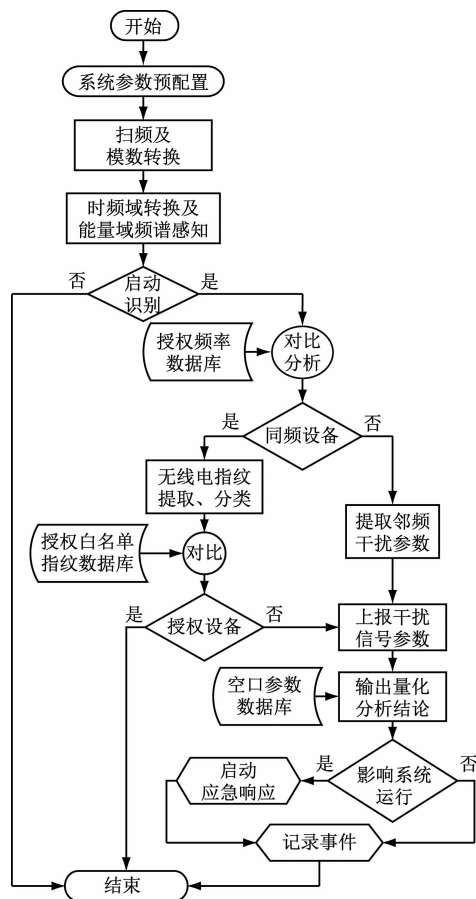 开始
系统参数预配置
扫频及
模数转换
时频域转换及
能量域频谱感知
否
启动
识别
是
授权频率
数据库
对比
分析
是
同频设备
否
无线电指纹
提取、分类
提取邻频
干扰参数
授权白名单
指纹数据库
对比
是
授权设备
否
上报干扰
信号参数
空口参数
数据库
输出量化
分析结论
启动
应急响应
是
影响系统
运行
否
记录事件
结束